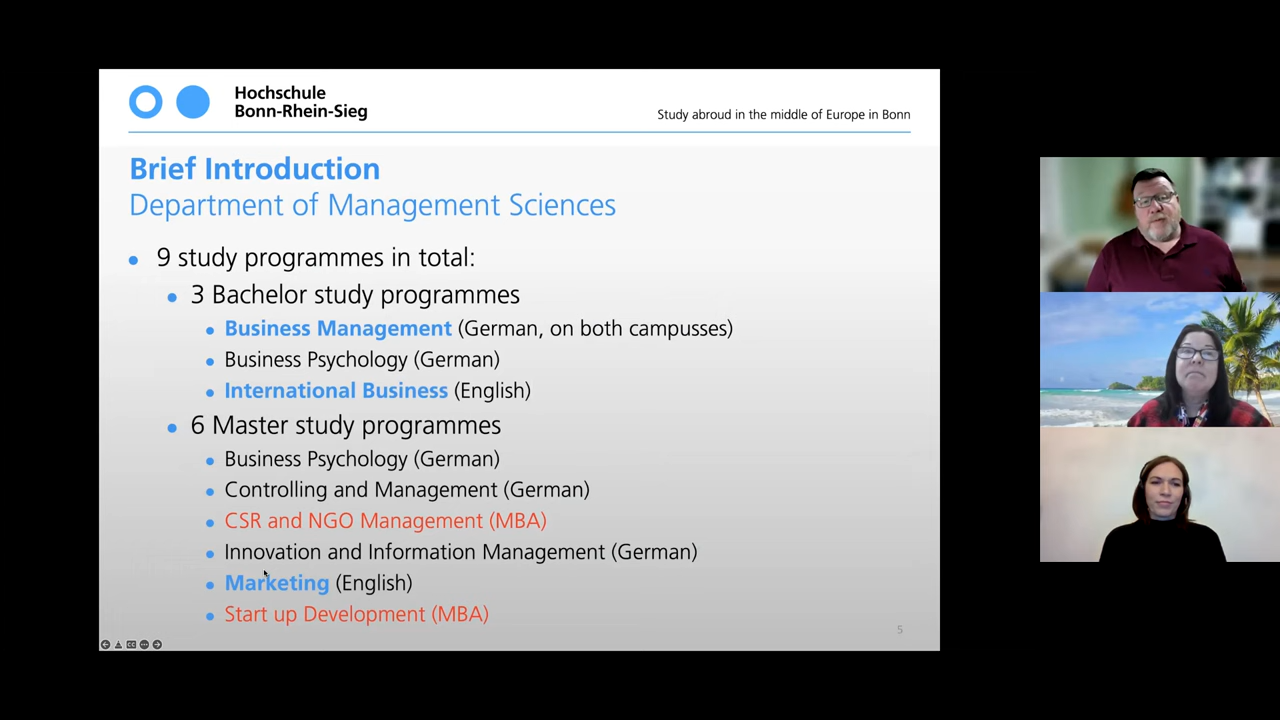 Hochschule
Bonn-Rhein-Sieg
Study abroad in the middle of Europe in Bonn
Brief Introduction
Department of Management Sciences
9 study programmes in total:
3 Bachelor study programmes
Business Management (German, on both campusses)
Business Psychology (German)
International Business (English)
6 Master study programmes
Business Psychology (German)
Controlling and Management (German)
CSR and NGO Management (MBA)
Innovation and Information Management (German)
Marketing (English)
Start up Development (MBA)
5